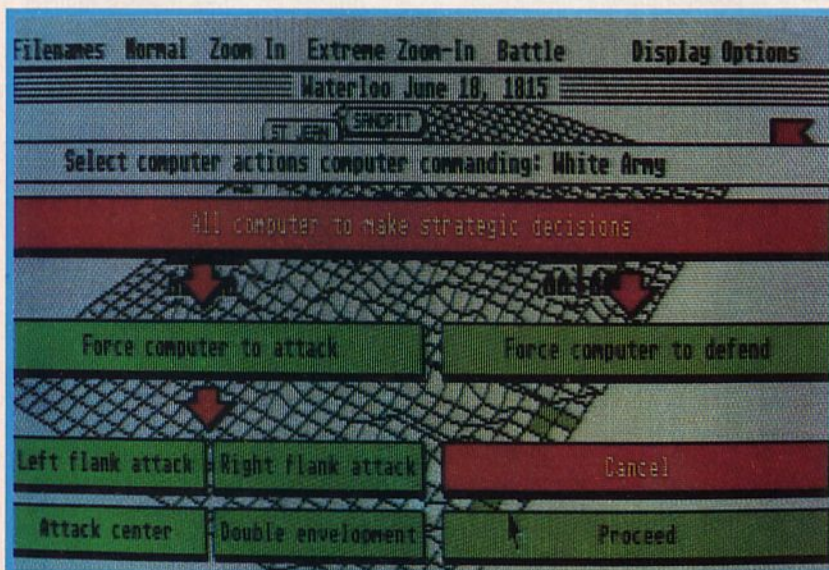 Filenames Normal Zoom In Extreme Zoom-In Battle Display Options
Waterloo June 18, 1815
SANDPIT
ST JEAN
Select computer actions computer commanding: White Army
All computer to make strategic decisions
Force computer to attack Force computer to defend
Left flank attack Right flank attack Cancel
Attack center Double envelopment Proceed